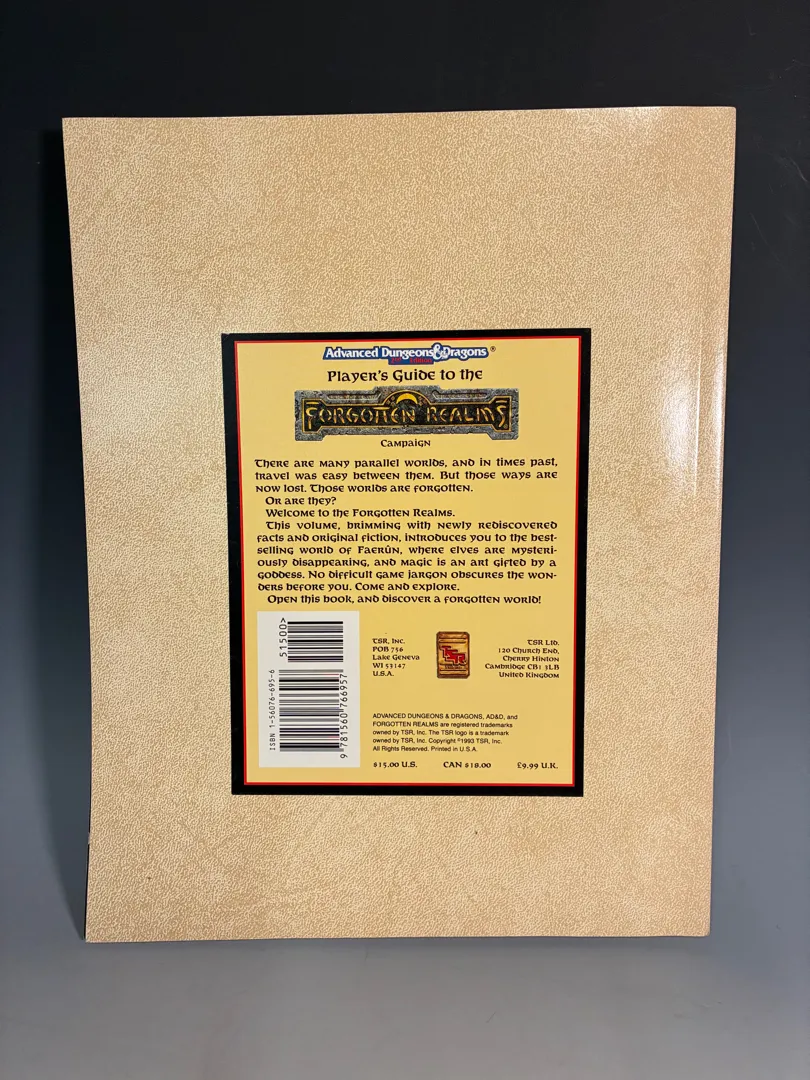 Advanced Dungeons & Dragons®
2nd Edition
Player's Guide to the
FORGOTTEN REALMS
Campaign
There are many parallel worlds, and in times past,
travel was easy between them. But those ways are
now lost. Those worlds are forgotten.
Or are they?
Welcome to the Forgotten Realms.
This volume, brimming with newly rediscovered
facts and original fiction, introduces you to the best-
selling world of Faerûn, where elves are mysteri-
ously disappearing, and magic is an art gifted by a
goddess. No difficult game jargon obscures the won-
ders before you. Come and explore.
Open this book, and discover a forgotten world!
51500>
ISBN 1-56076-695-6
9 781560 766957
TSR, Inc.
POB 756
Lake Geneva
WI 53147
U.S.A.
TSR
TSR Ltd.
120 Church End,
Cherry Hinton
Cambridge CB1 3LB
United Kingdom
ADVANCED DUNGEONS & DRAGONS, AD&D, and
FORGOTTEN REALMS are registered trademarks
owned by TSR, Inc. The TSR logo is a trademark
owned by TSR, Inc. Copyright ©1993 TSR, Inc.
All Rights Reserved. Printed in U.S.A.
$15.00 U.S. CAN $18.00 £9.99 U.K.